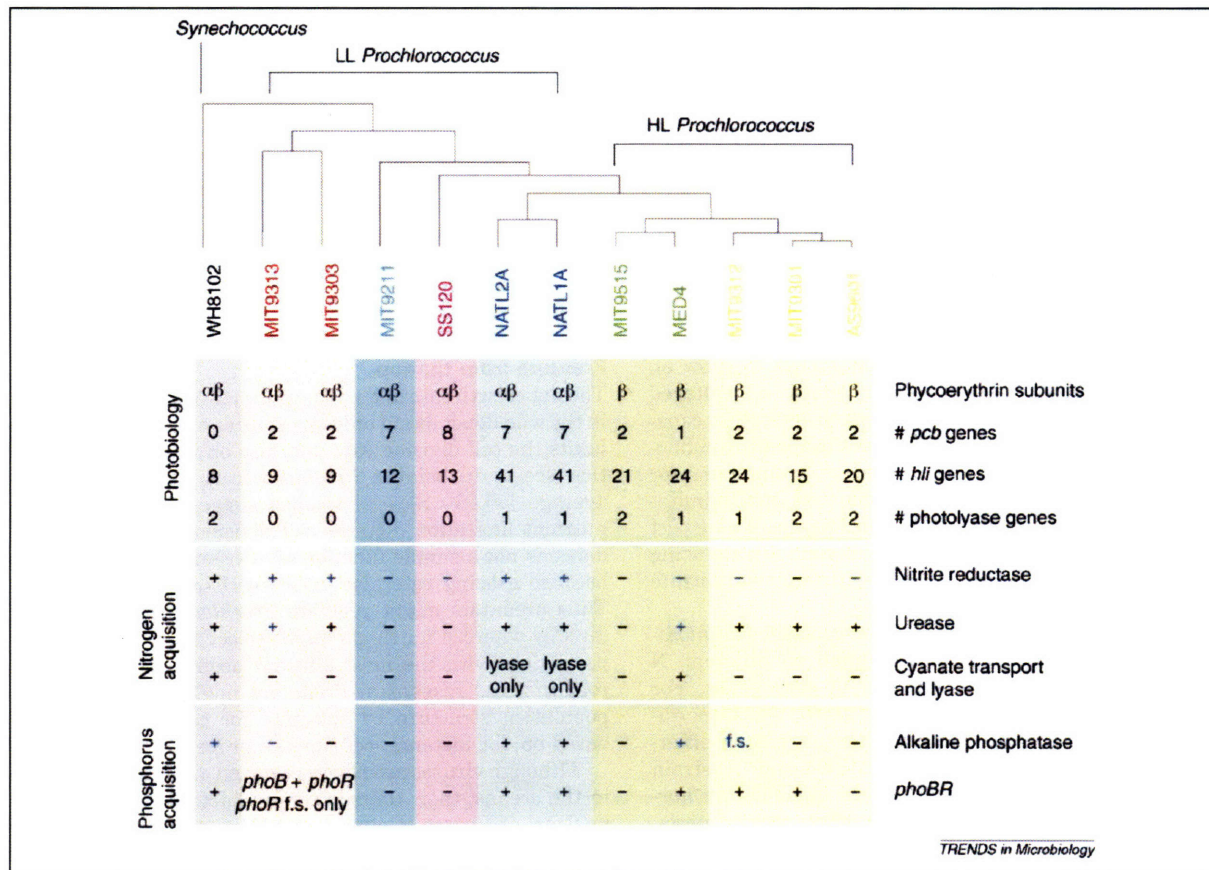 Synechococcus
LL Prochlorococcus
HL Prochlorococcus
WH8102 MIT9313 MIT9303 MIT9211 SS120 NATL2A NATL1A MIT9515 MED4
Photobiology
αβ αβ αβ αβ αβ αβ αβ β β β β β Phycoerythrin subunits
0 2 2 7 8 7 7 2 1 2 2 2 # pcb genes
8 9 9 12 13 41 41 21 24 24 15 20 # hli genes
2 0 0 0 0 1 1 2 1 1 2 2 # photolyase genes
Nitrogen
acquisition
+ + + – – + + – – – – – Nitrite reductase
+ + + – – + + – + + + + Urease
+ – – – – lyase only lyase only – + – – – Cyanate transport
and lyase
Phosphorus
acquisition
+ – – – – + + – + f.s. – – Alkaline phosphatase
+ phoB + phoR – – + + – + + + – phoBR
phoR f.s. only
TRENDS in Microbiology